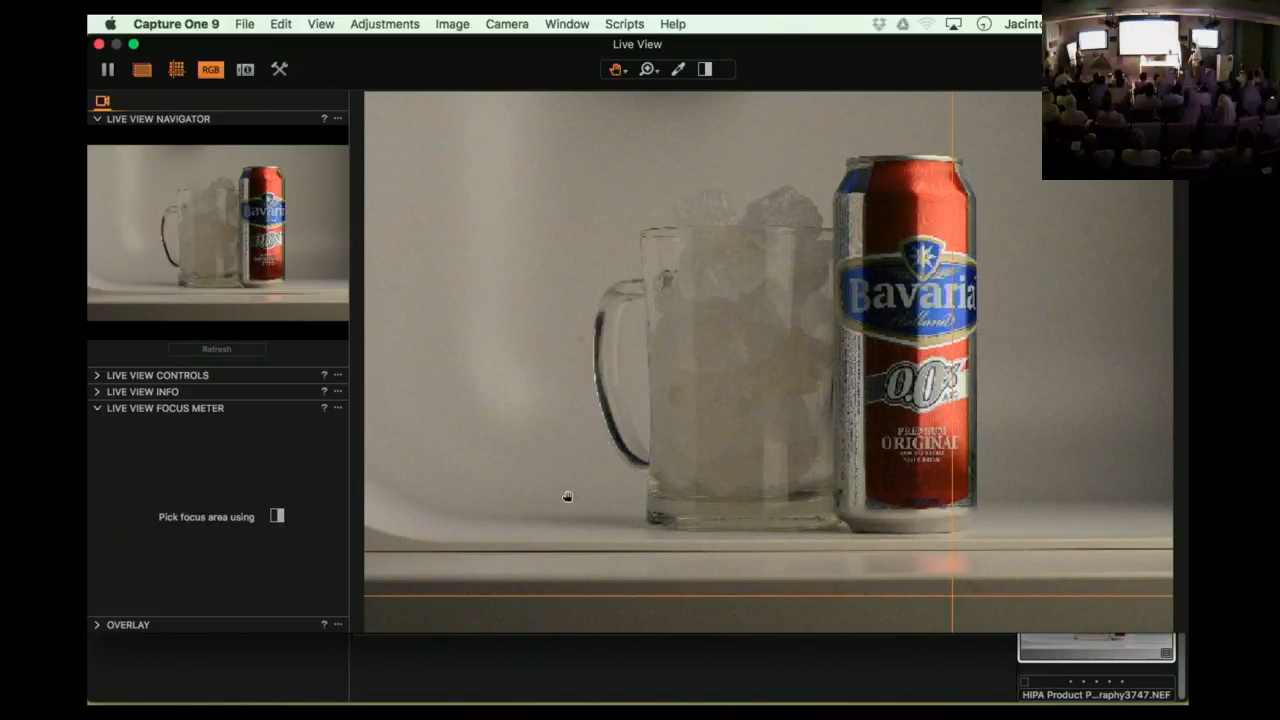 Capture One 9 File Edit View Adjustments Image Camera Window Scripts Help Jacinto
Live View
RGB
LIVE VIEW NAVIGATOR ? ...
Refresh
LIVE VIEW CONTROLS ? ...
LIVE VIEW INFO ? ...
LIVE VIEW FOCUS METER ? ...
Pick focus area using
OVERLAY ? ...
Bavaria
Holland
0.0%
PREMIUM
ORIGINAL
Bavaria
HIPA Product P...raphy3747.NEF